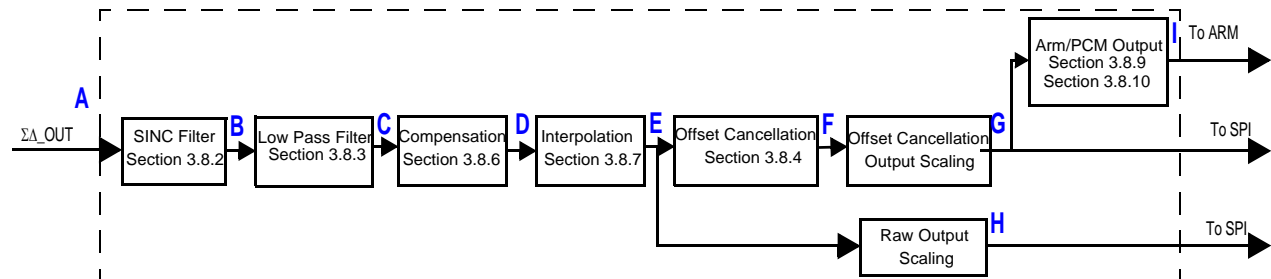 I
To ARM
Arm/PCM Output
Section 3.8.9
Section 3.8.10
A
ΣΔ_OUT
SINC Filter
Section 3.8.2
B
Low Pass Filter
Section 3.8.3
C
Compensation
Section 3.8.6
D
Interpolation
Section 3.8.7
E
Offset Cancellation
Section 3.8.4
F
Offset Cancellation
Output Scaling
G
To SPI
Raw Output
Scaling
H
To SPI